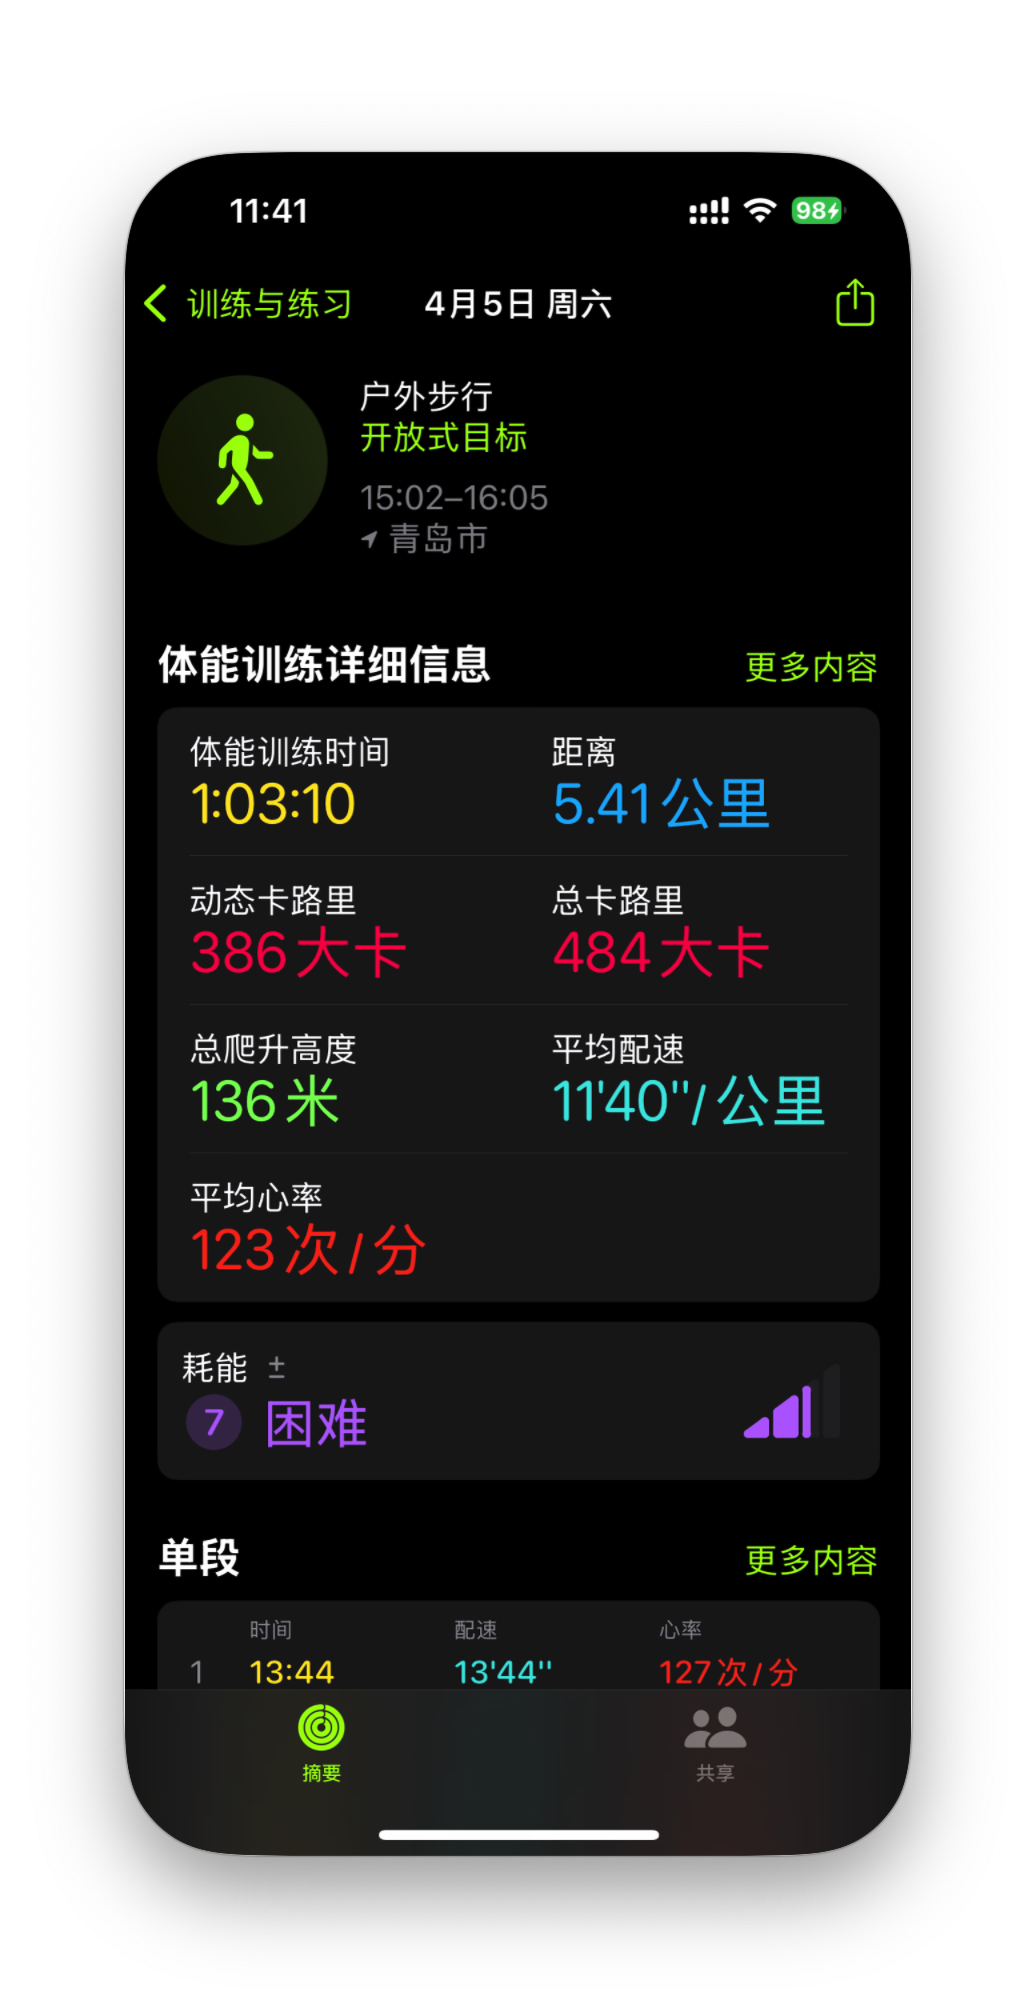 11:41
98
训练与练习
4月5日 周六
户外步行
开放式目标
15:02–16:05
青岛市
体能训练详细信息
更多内容
体能训练时间
距离
1:03:10
5.41公里
动态卡路里
总卡路里
386大卡
484大卡
总爬升高度
平均配速
136米
11'40"/公里
平均心率
123次/分
耗能 ±
7 困难
单段
更多内容
时间
配速
心率
1 13:44 13'44'' 127次/分
摘要
共享